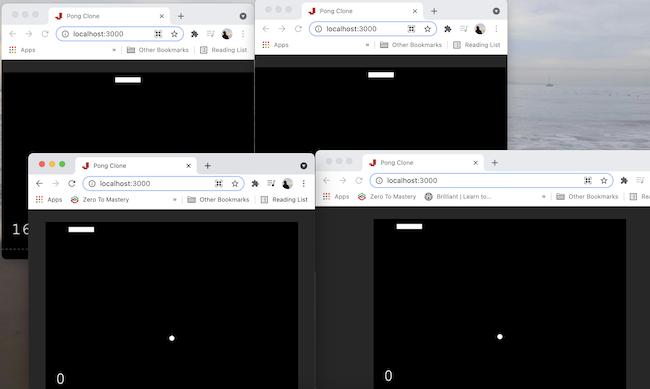 Pong Clone
localhost:3000
Apps
»
Other Bookmarks
Reading List
Pong Clone
localhost:3000
Apps
»
Other Bookmarks
Reading List
16
Pong Clone
localhost:3000
Apps
Zero To Mastery
»
Other Bookmarks
Reading List
0
Pong Clone
localhost:3000
Apps
Zero To Mastery
Brilliant | Learn to...
»
Other Bookmarks
0